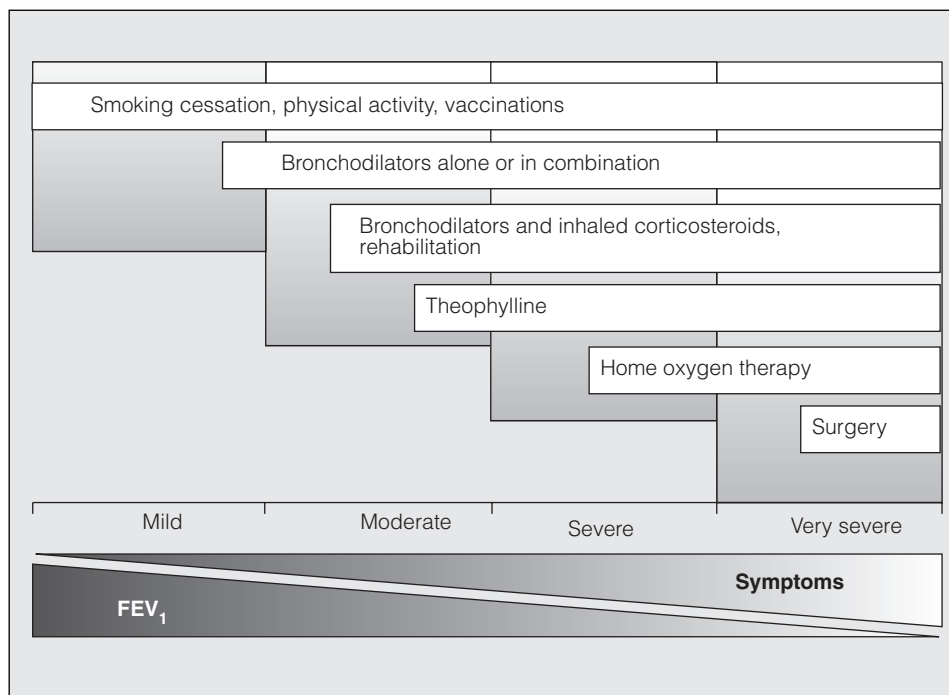 Smoking cessation, physical activity, vaccinations
Bronchodilators alone or in combination
Bronchodilators and inhaled corticosteroids,
rehabilitation
Theophylline
Home oxygen therapy
Surgery
Mild Moderate Severe Very severe
Symptoms
FEV₁